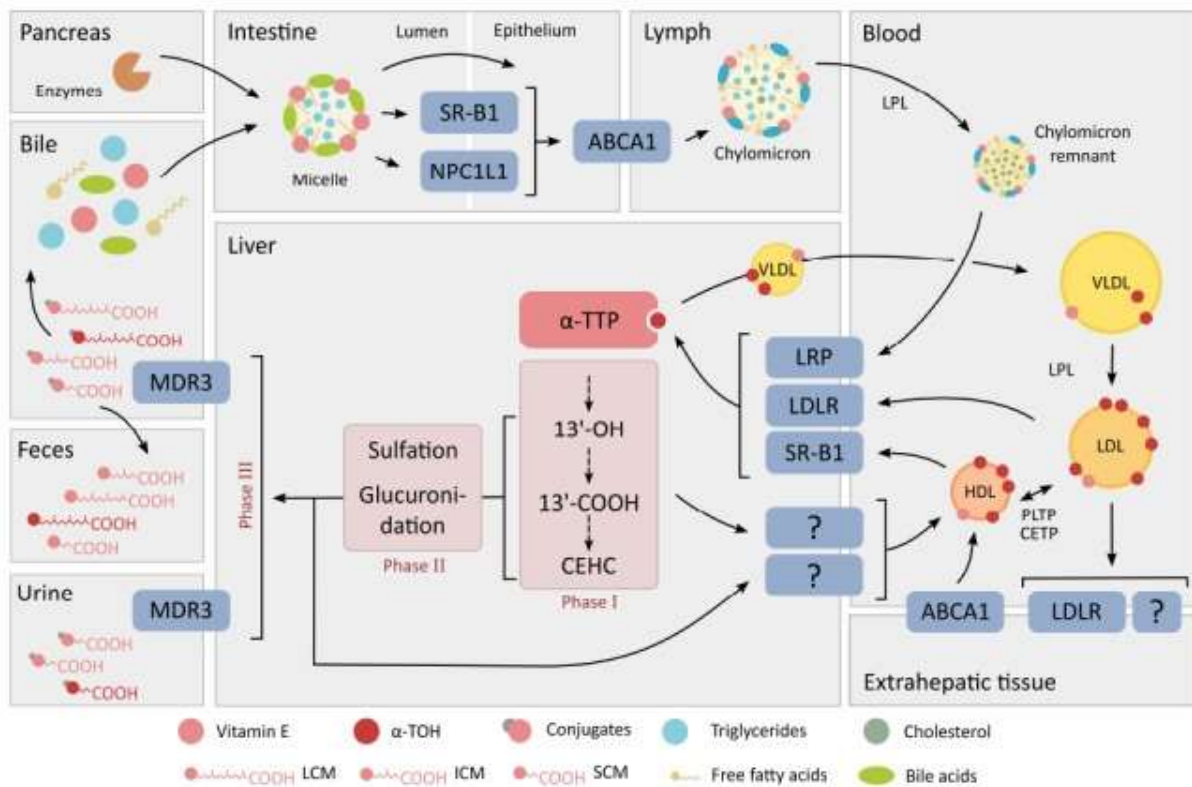 Pancreas
Enzymes
Intestine
Lumen
Epithelium
Micelle
SR-B1
NPC1L1
ABCA1
Lymph
Chylomicron
Blood
LPL
Chylomicron
remnant
Bile
COOH
COOH
COOH
COOH
MDR3
Feces
COOH
COOH
COOH
COOH
Urine
MDR3
COOH
COOH
COOH
Liver
Phase III
Sulfation
Glucuroni-
dation
Phase II
α-TTP
13'-OH
13'-COOH
CEHC
Phase I
VLDL
LRP
LDLR
SR-B1
?
?
VLDL
LPL
LDL
HDL
PLTP
CETP
ABCA1
LDLR
?
Extrahepatic tissue
Vitamin E
α-TOH
Conjugates
Triglycerides
Cholesterol
COOH LCM
COOH ICM
COOH SCM
Free fatty acids
Bile acids